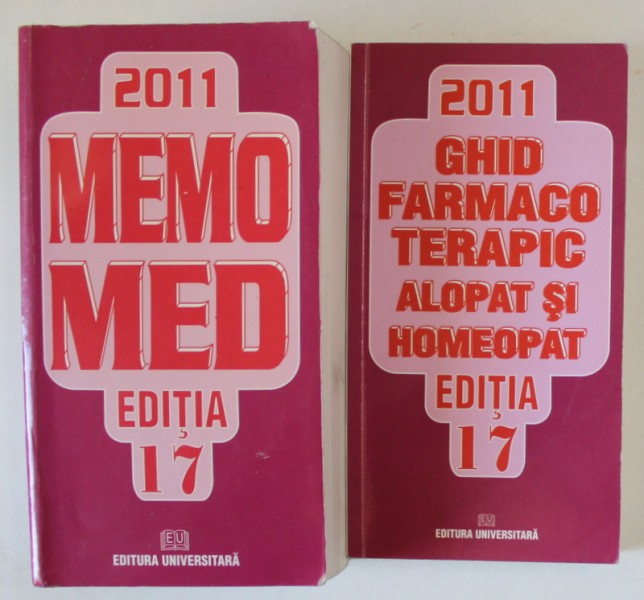 2011
MEMO
MED
EDIȚIA
17
EU
EDITURA UNIVERSITARĂ
2011
GHID
FARMACO
TERAPIC
ALOPAT ȘI
HOMEOPAT
EDIȚIA
17
EU
EDITURA UNIVERSITARĂ